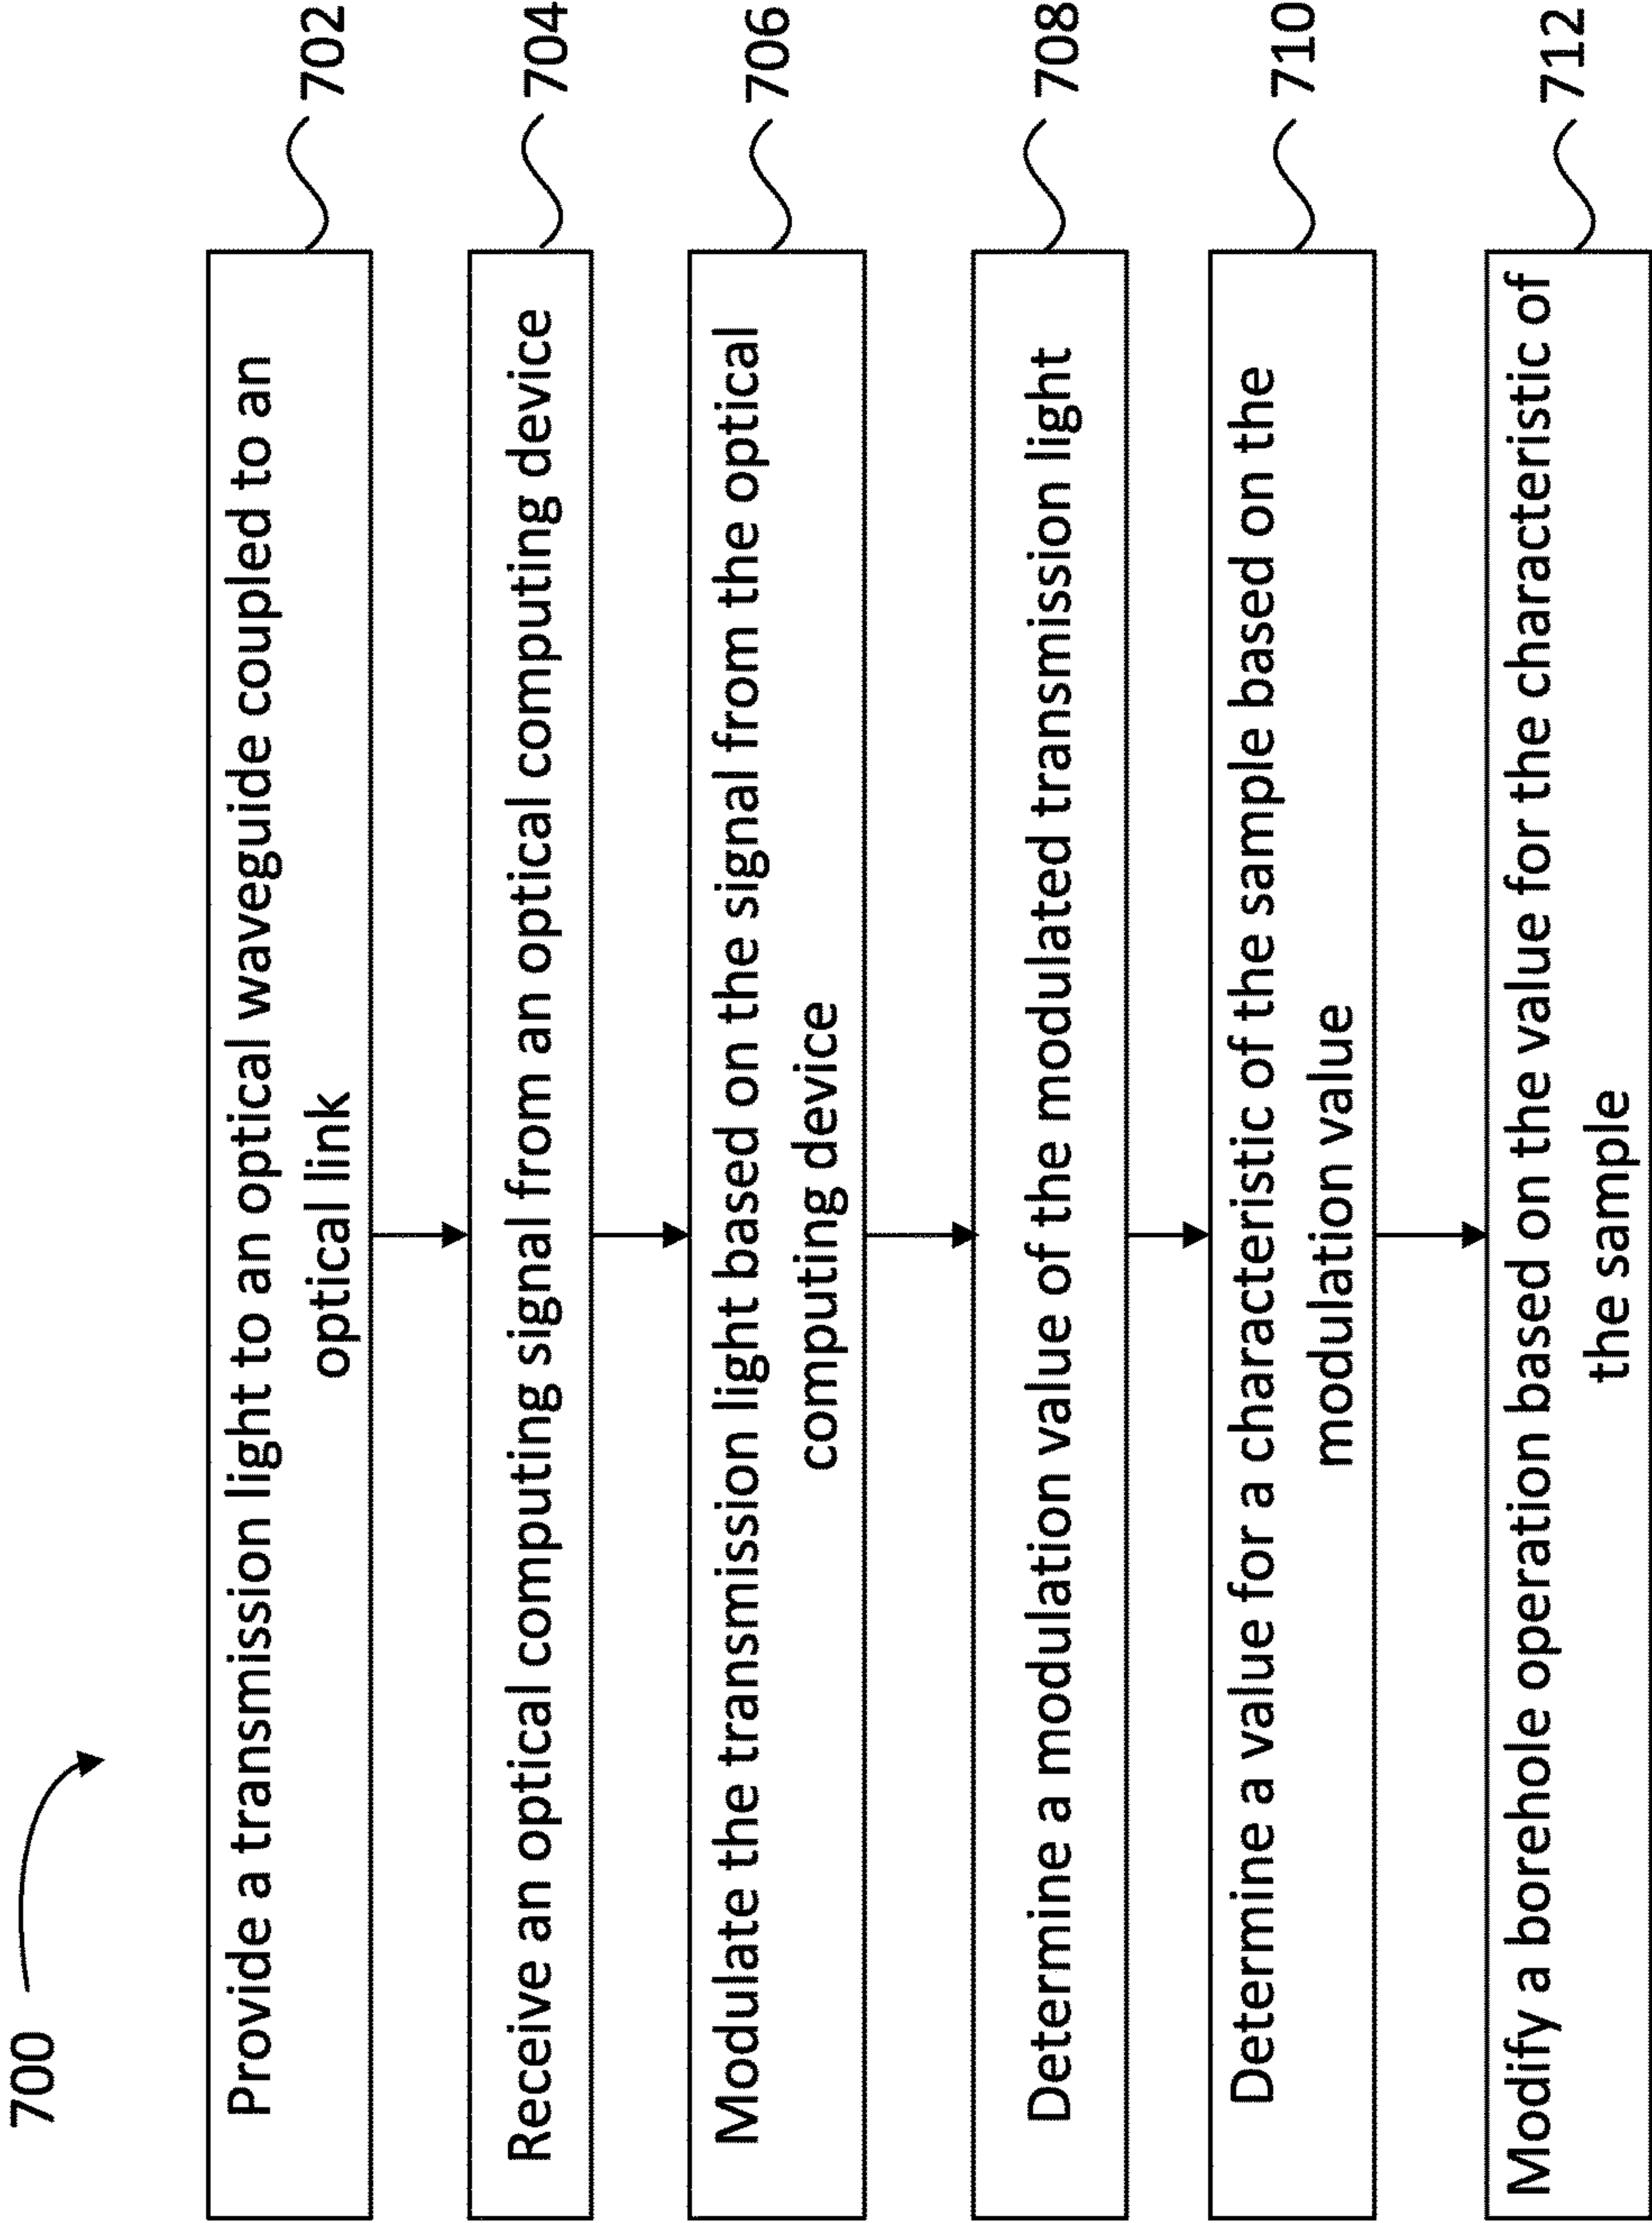 700
Provide a transmission light to an optical waveguide coupled to an
optical link
702
Receive an optical computing signal from an optical computing device
704
Modulate the transmission light based on the signal from the optical
computing device
706
Determine a modulation value of the modulated transmission light
708
Determine a value for a characteristic of the sample based on the
modulation value
710
Modify a borehole operation based on the value for the characteristic of
the sample
712